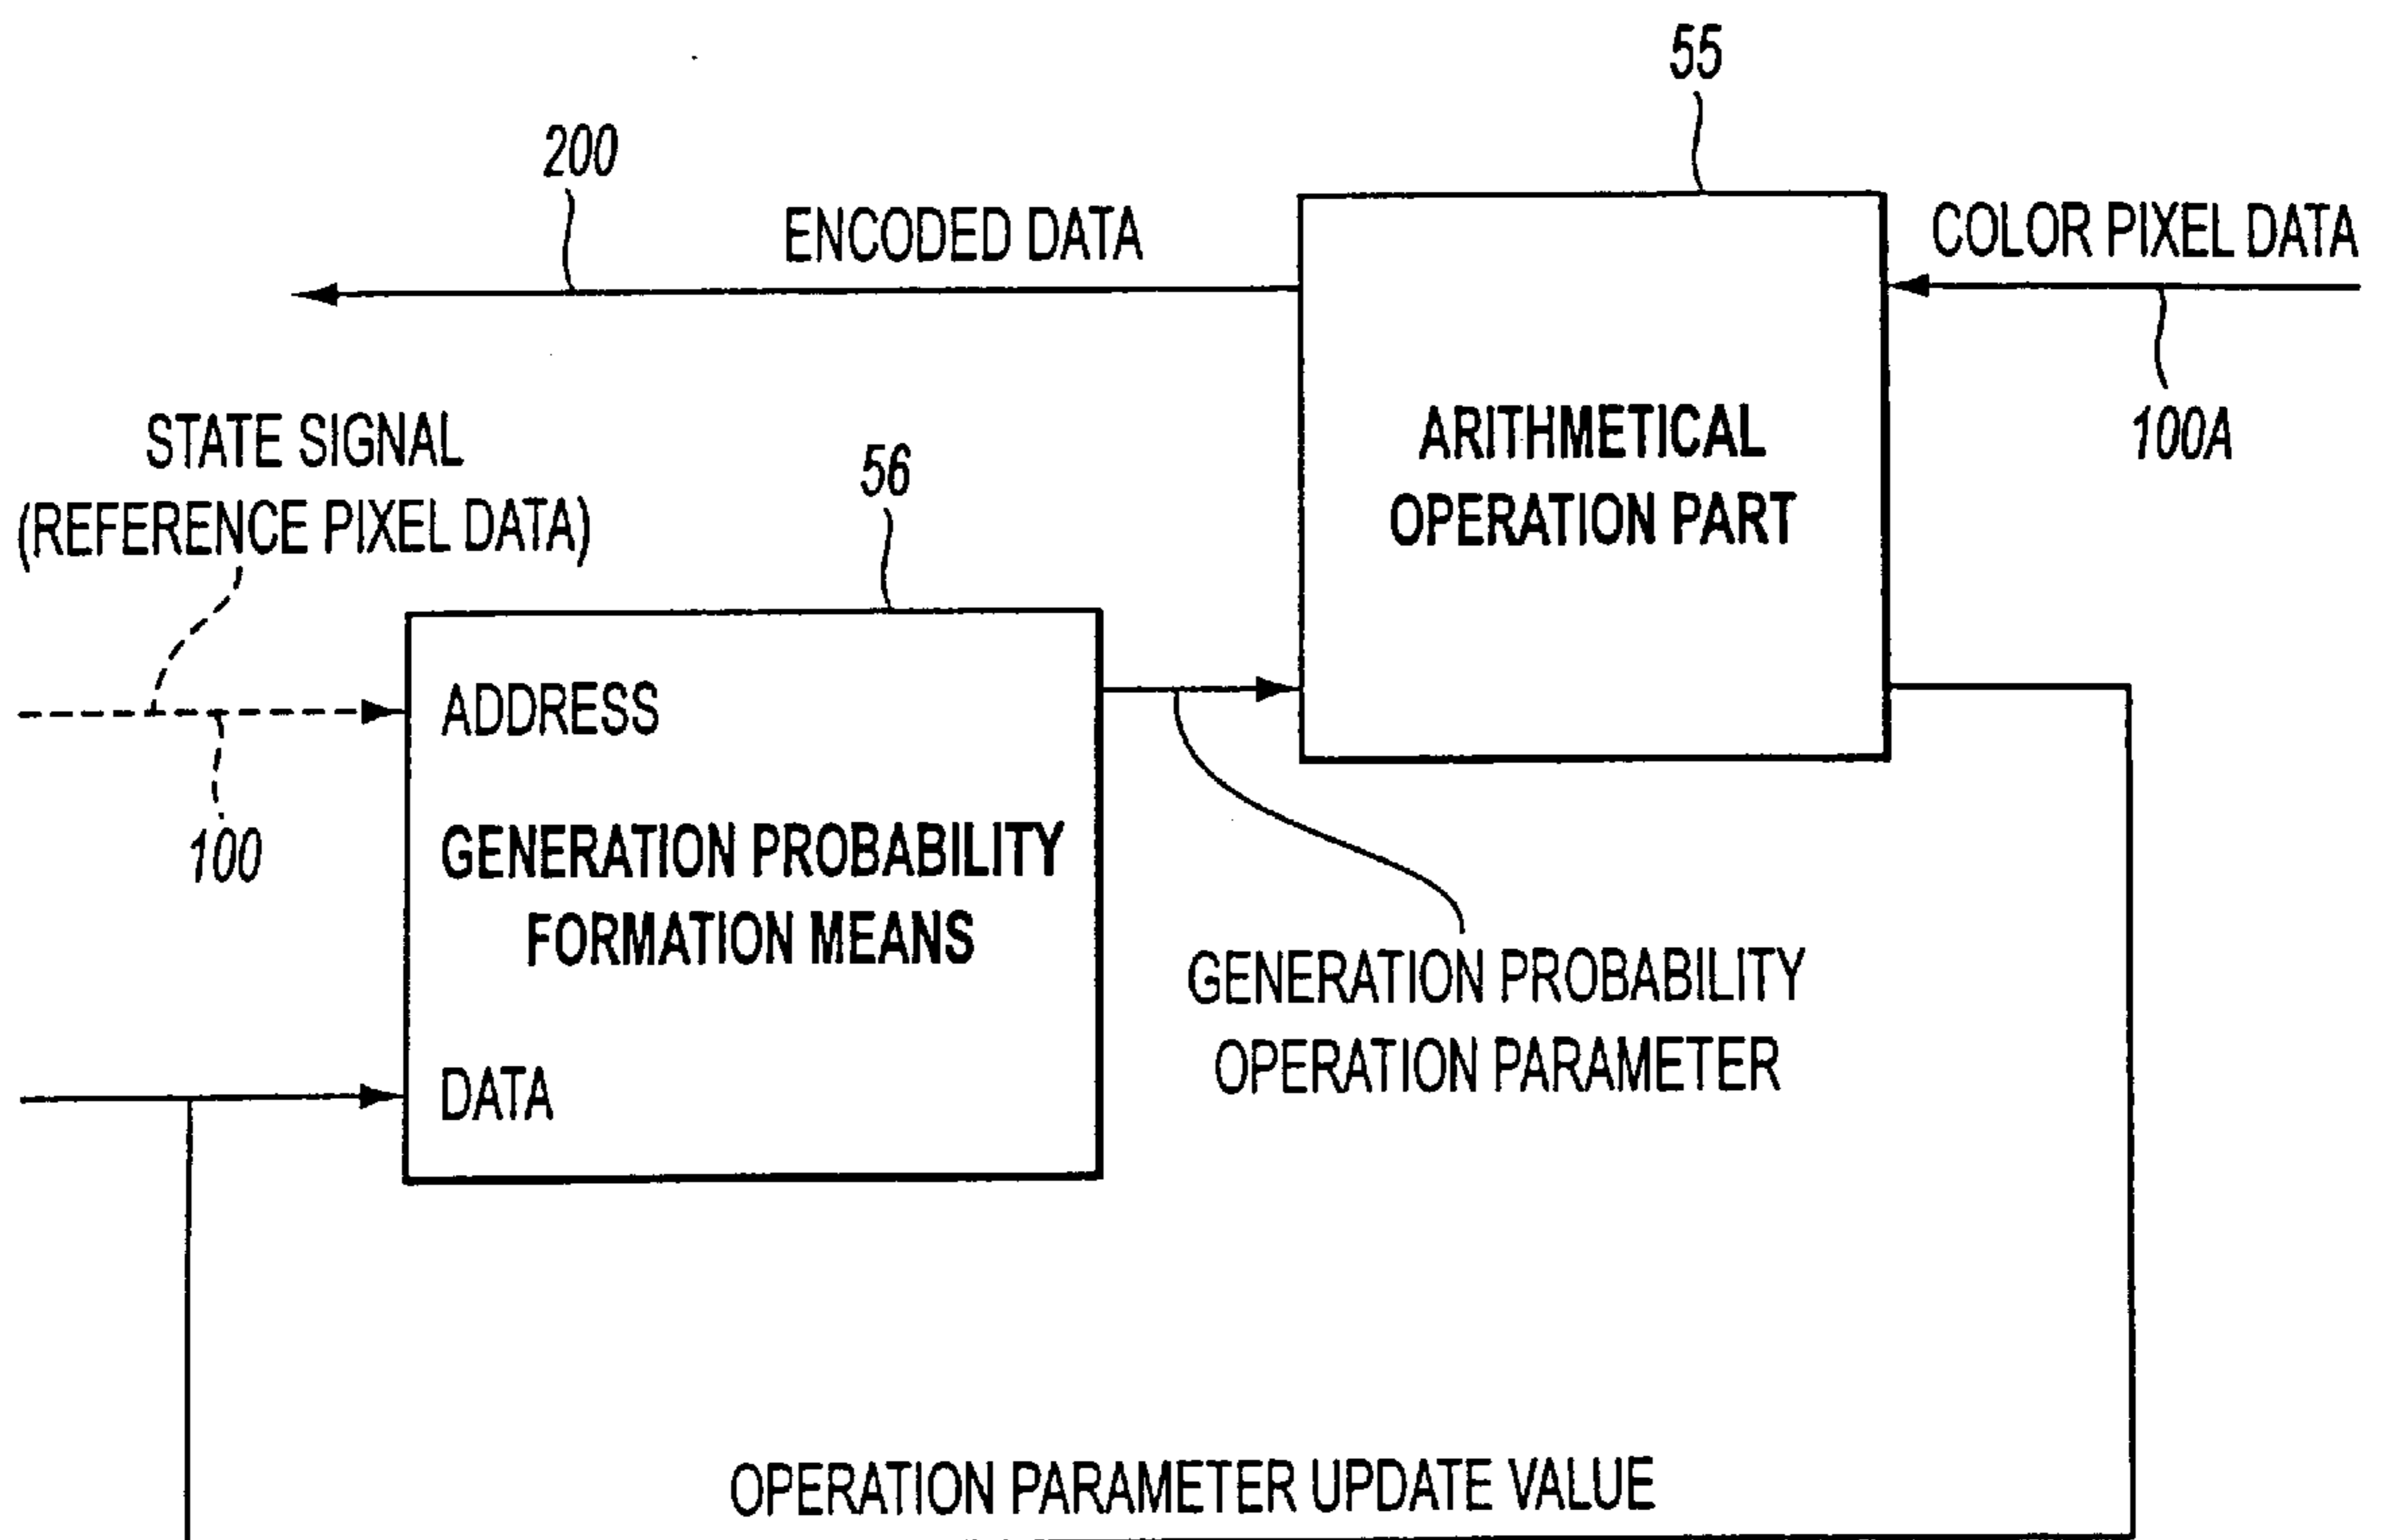 55
200
ENCODED DATA
COLOR PIXEL DATA
100A
STATE SIGNAL
(REFERENCE PIXEL DATA)
56
ARITHMETICAL
OPERATION PART
ADDRESS
100
GENERATION PROBABILITY
FORMATION MEANS
GENERATION PROBABILITY
OPERATION PARAMETER
DATA
OPERATION PARAMETER UPDATE VALUE